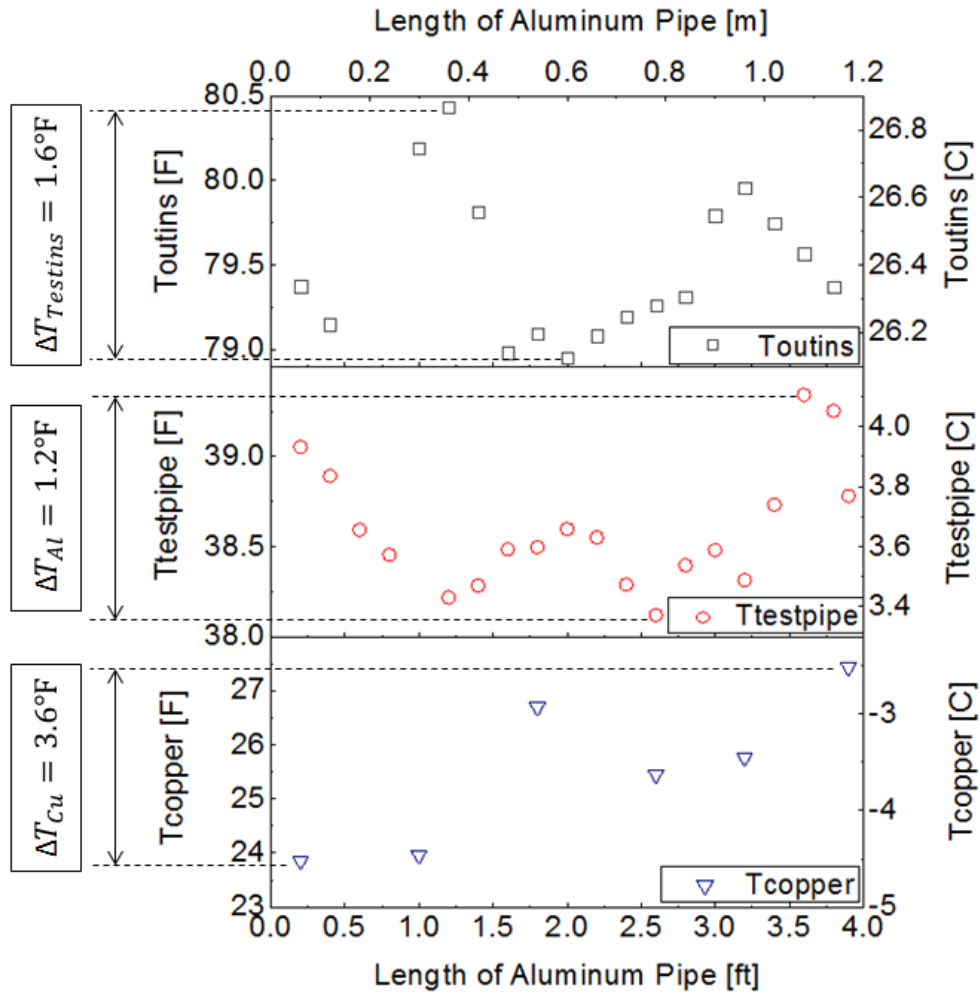 Length of Aluminum Pipe [m]
0.0 0.2 0.4 0.6 0.8 1.0 1.2
ΔT_Testins = 1.6°F
Toutins [F]
80.5
80.0
79.5
79.0
26.8
26.6
26.4
26.2
Toutins [C]
Toutins
ΔT_Al = 1.2°F
Ttestpipe [F]
39.0
38.5
38.0
4.0
3.8
3.6
3.4
Ttestpipe [C]
Ttestpipe
ΔT_Cu = 3.6°F
Tcopper [F]
27
26
25
24
23
-3
-4
-5
Tcopper [C]
Tcopper
0.0 0.5 1.0 1.5 2.0 2.5 3.0 3.5 4.0
Length of Aluminum Pipe [ft]